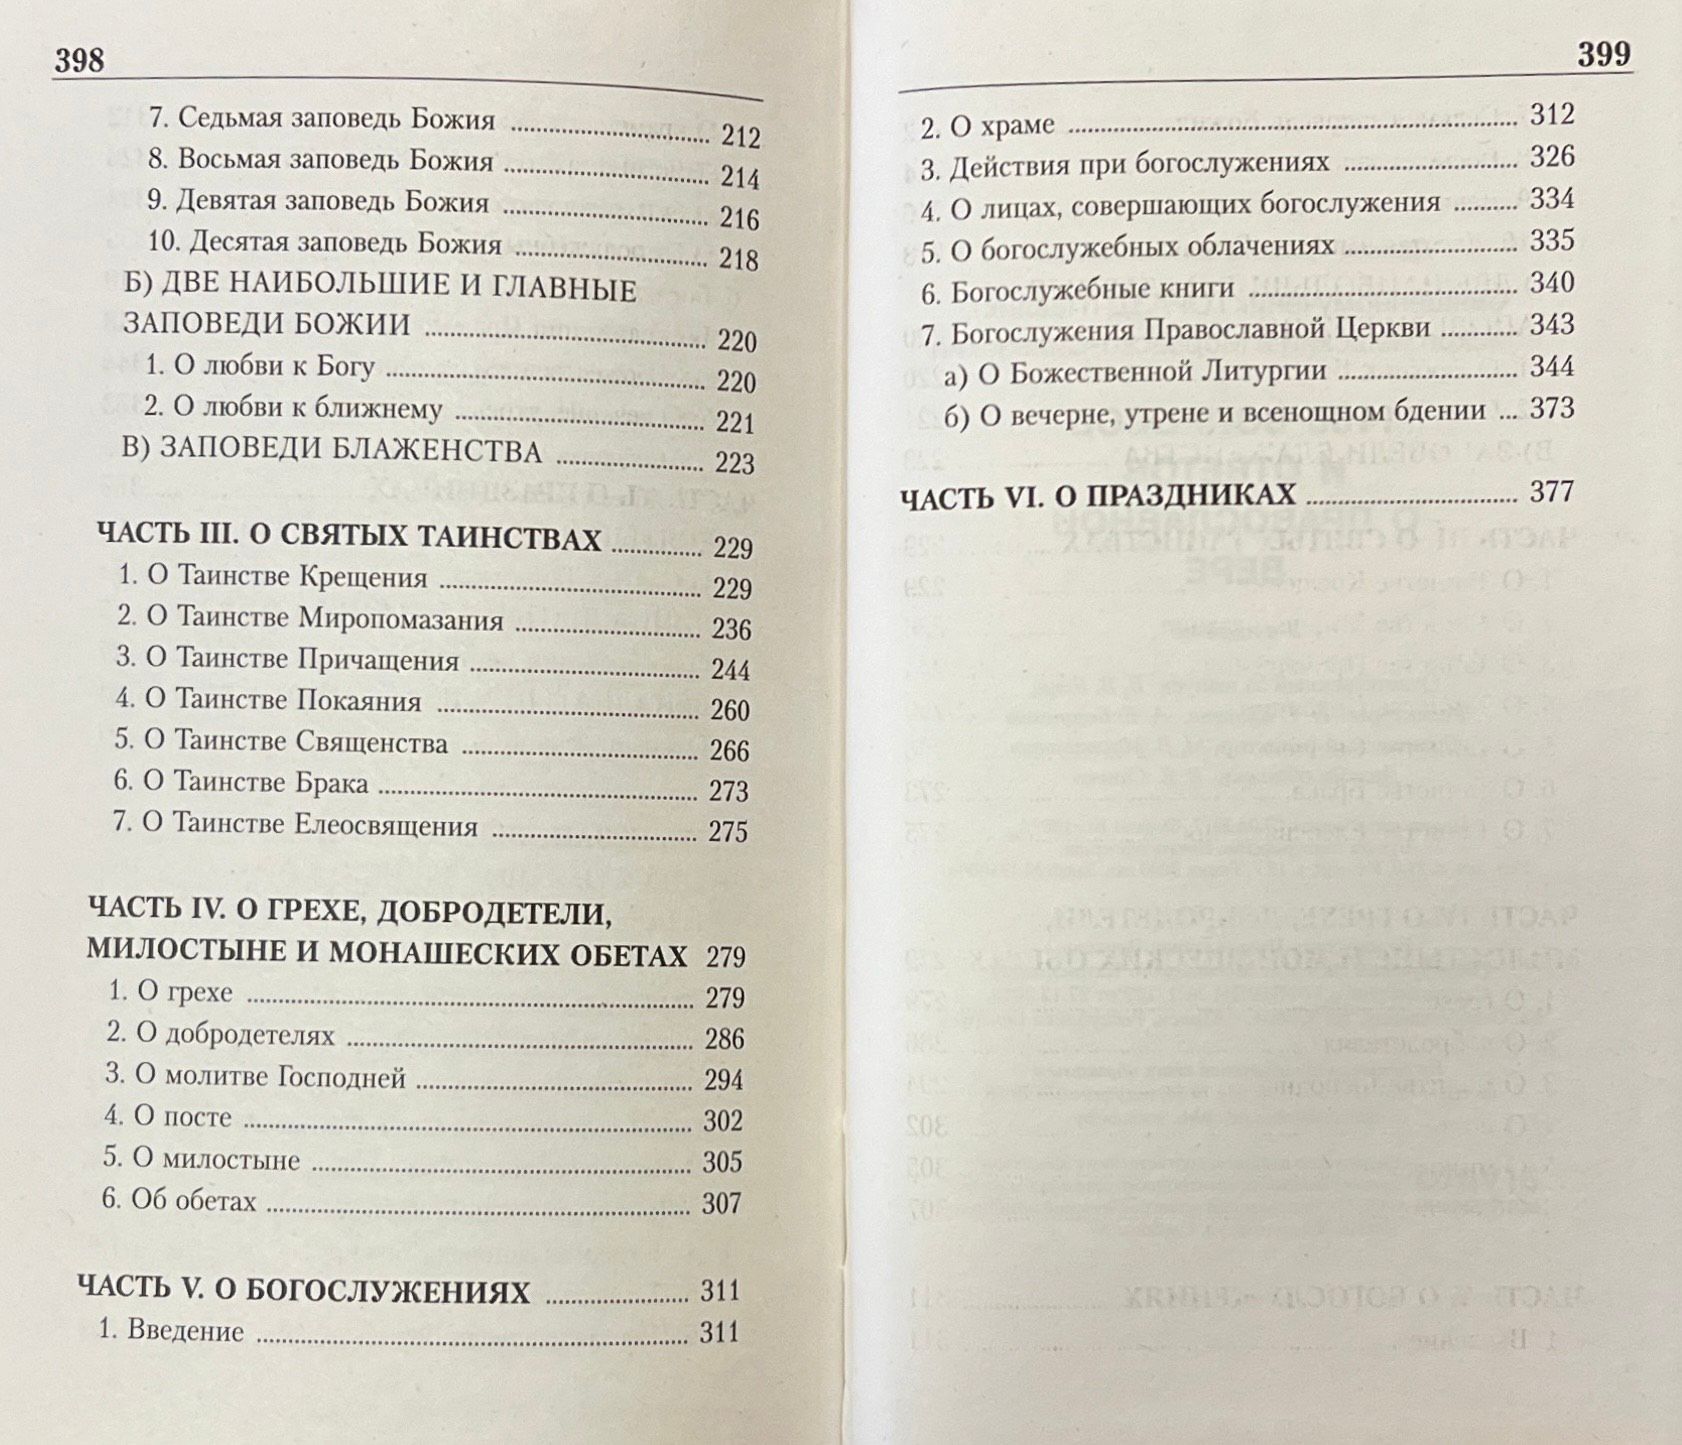 398
7. Седьмая заповедь Божия ........ 212
8. Восьмая заповедь Божия ........ 214
9. Девятая заповедь Божия ........ 216
10. Десятая заповедь Божия ........ 218
Б) ДВЕ НАИБОЛЬШИЕ И ГЛАВНЫЕ
ЗАПОВЕДИ БОЖИИ ........ 220
1. О любви к Богу ........ 220
2. О любви к ближнему ........ 221
В) ЗАПОВЕДИ БЛАЖЕНСТВА ........ 223
ЧАСТЬ III. О СВЯТЫХ ТАИНСТВАХ ........ 229
1. О Таинстве Крещения ........ 229
2. О Таинстве Миропомазания ........ 236
3. О Таинстве Причащения ........ 244
4. О Таинстве Покаяния ........ 260
5. О Таинстве Священства ........ 266
6. О Таинстве Брака ........ 273
7. О Таинстве Елеосвящения ........ 275
ЧАСТЬ IV. О ГРЕХЕ, ДОБРОДЕТЕЛИ,
МИЛОСТЫНЕ И МОНАШЕСКИХ ОБЕТАХ 279
1. О грехе ........ 279
2. О добродетелях ........ 286
3. О молитве Господней ........ 294
4. О посте ........ 302
5. О милостыне ........ 305
6. Об обетах ........ 307
ЧАСТЬ V. О БОГОСЛУЖЕНИЯХ ........ 311
1. Введение ........ 311
399
2. О храме ........ 312
3. Действия при богослужениях ........ 326
4. О лицах, совершающих богослужения ........ 334
5. О богослужебных облачениях ........ 335
6. Богослужебные книги ........ 340
7. Богослужения Православной Церкви ........ 343
а) О Божественной Литургии ........ 344
б) О вечерне, утрене и всенощном бдении ... 373
ЧАСТЬ VI. О ПРАЗДНИКАХ ........ 377